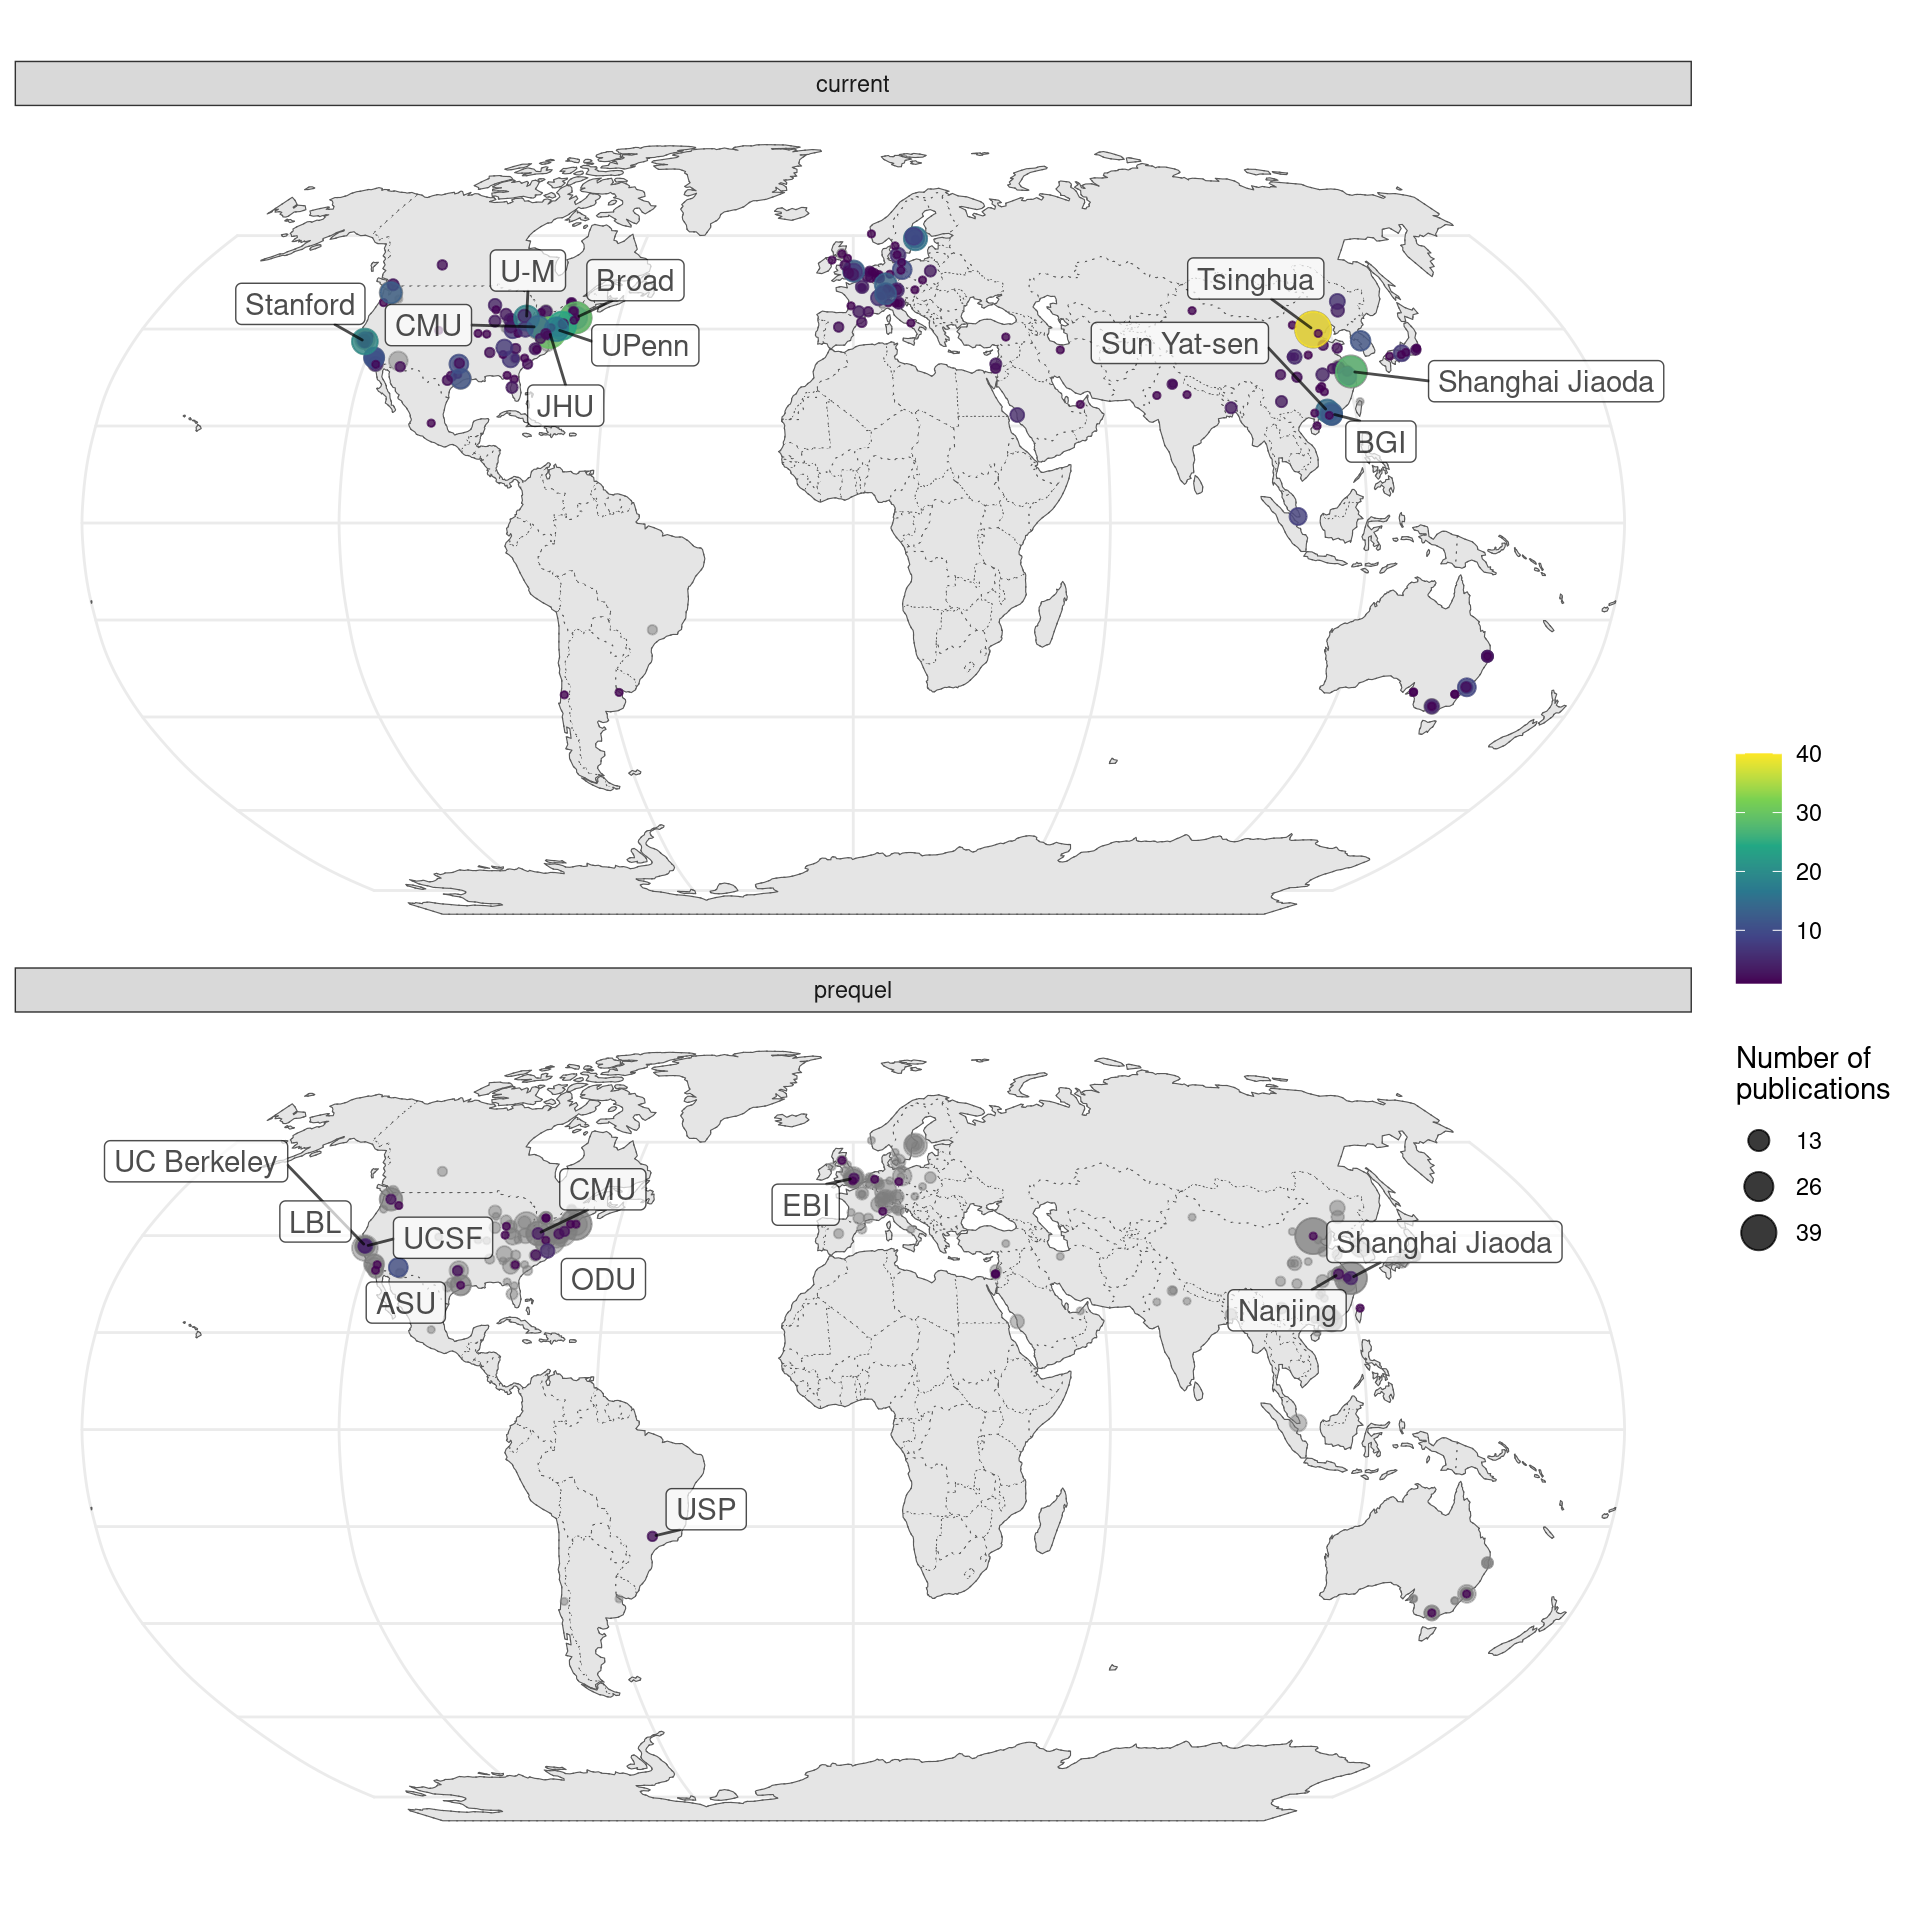 current
U-M
Broad
Stanford
CMU
UPenn
JHU
Tsinghua
Sun Yat-sen
Shanghai Jiaoda
BGI
40
30
20
10
prequel
Number of
publications
13
26
39
UC Berkeley
LBL
UCSF
CMU
ODU
ASU
EBI
Shanghai Jiaoda
Nanjing
USP